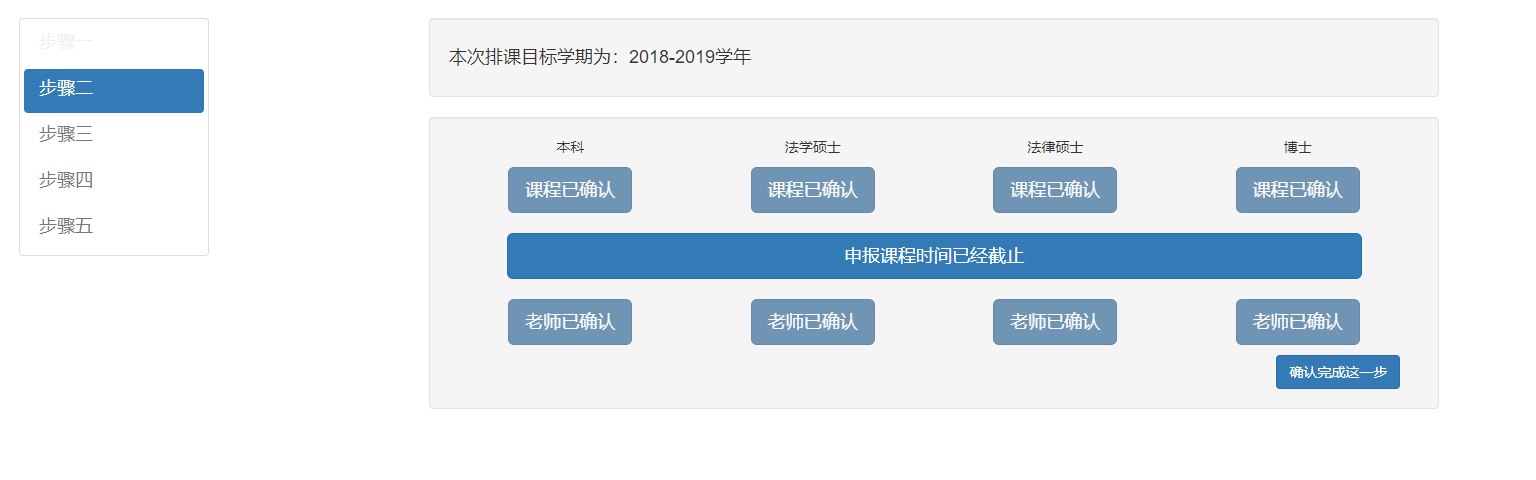 步骤一
步骤二
步骤三
步骤四
步骤五
本次排课目标学期为：2018-2019学年
本科 法学硕士 法律硕士 博士
课程已确认 课程已确认 课程已确认 课程已确认
申报课程时间已经截止
老师已确认 老师已确认 老师已确认 老师已确认
确认完成这一步